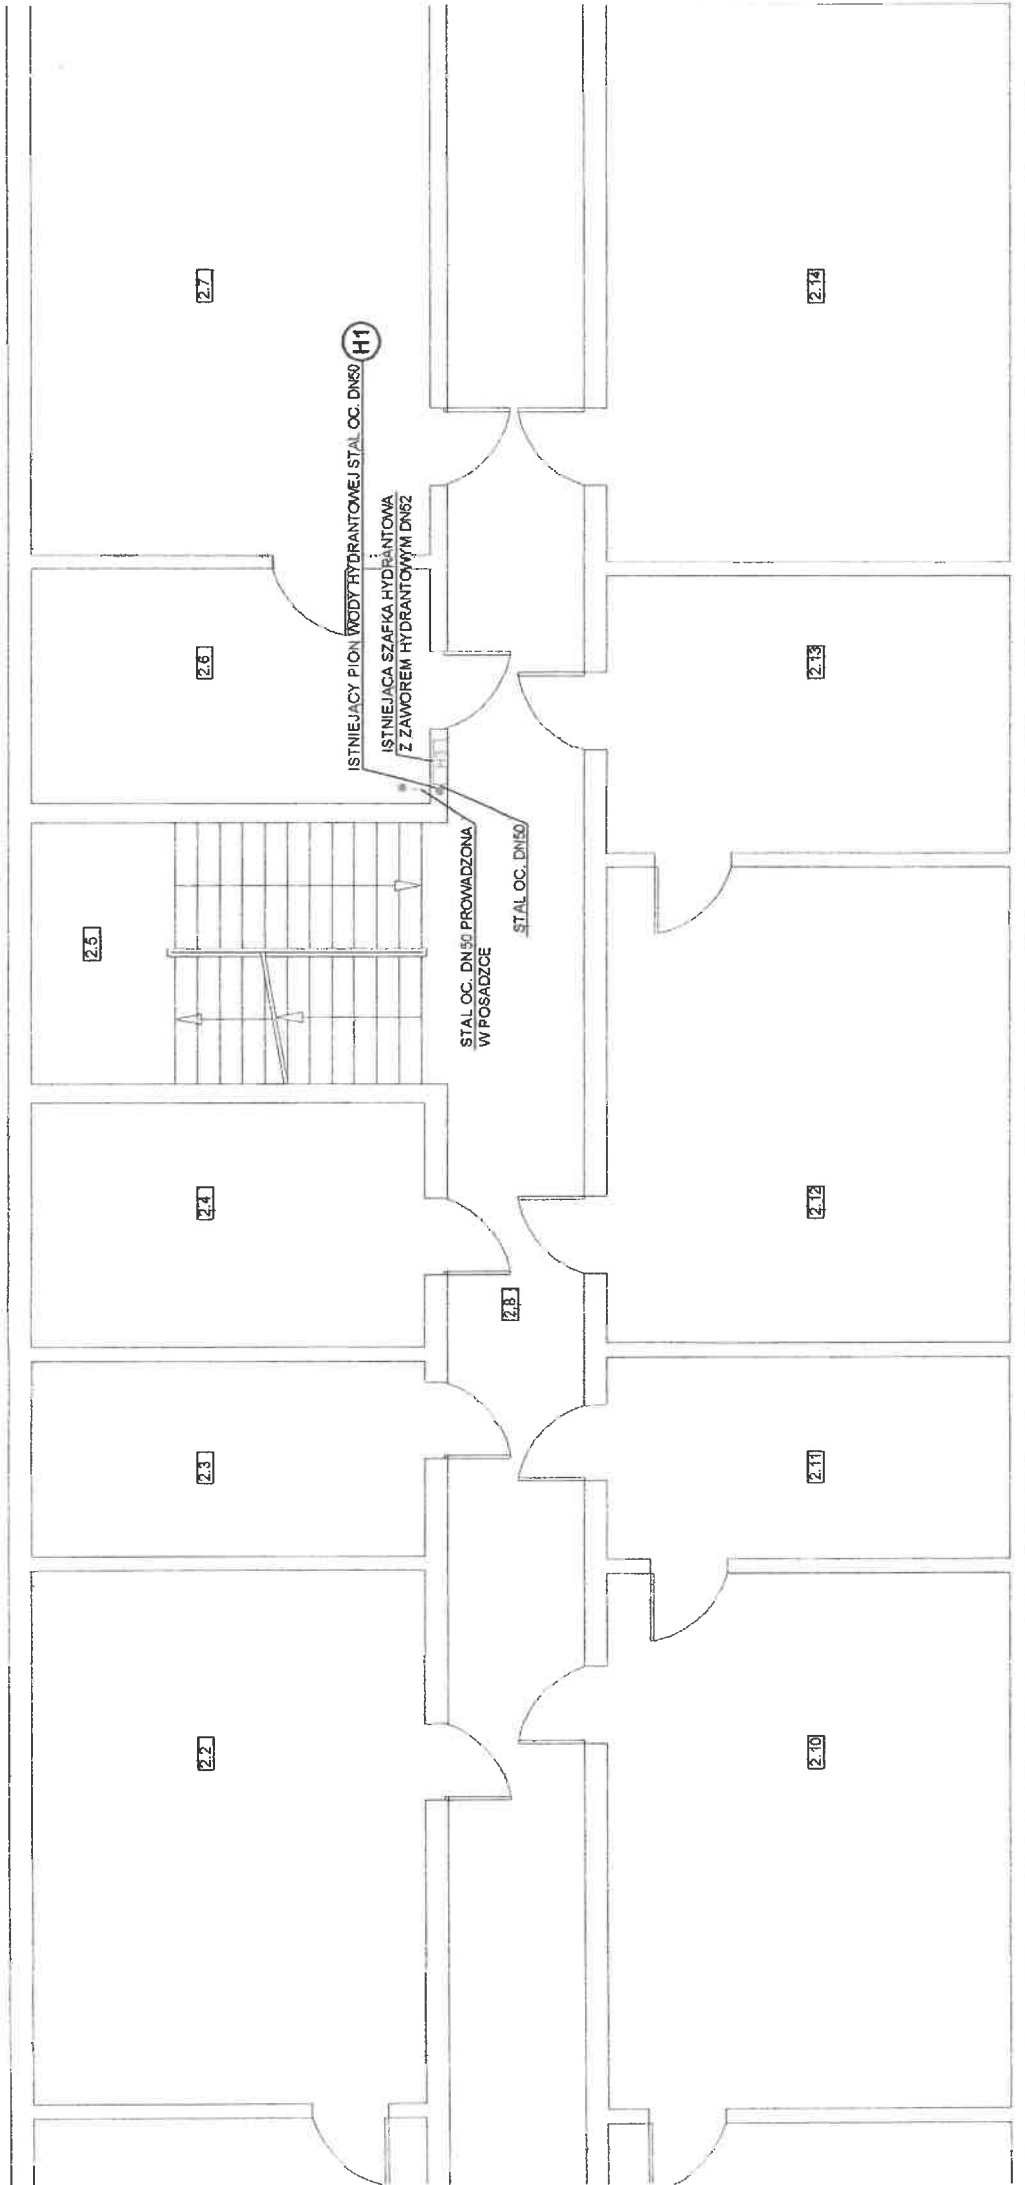 2.7
2.14
H1
ISTNIEJĄCY PION WODY HYDRANTOWEJ STAL OC. DN50
ISTNIEJĄCA SZAFKA HYDRANTOWA
Z ZAWOREM HYDRANTOWYM DN52
2.6
2.13
STAL OC. DN50 PROWADZONA
W POSADZCE
STAL OC. DN50
2.5
2.4
2.12
2.8
2.3
2.11
2.2
2.10